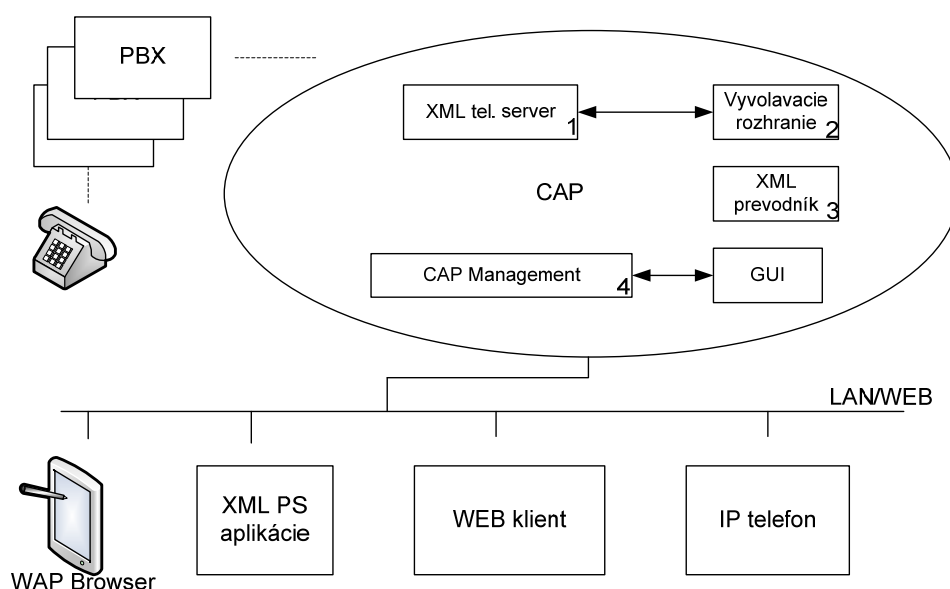 PBX
XML tel. server
1
Vyvolavacie
rozhranie
2
CAP
XML
prevodník
3
CAP Management
4
GUI
LAN/WEB
XML PS
aplikácie
WEB klient
IP telefon
WAP Browser